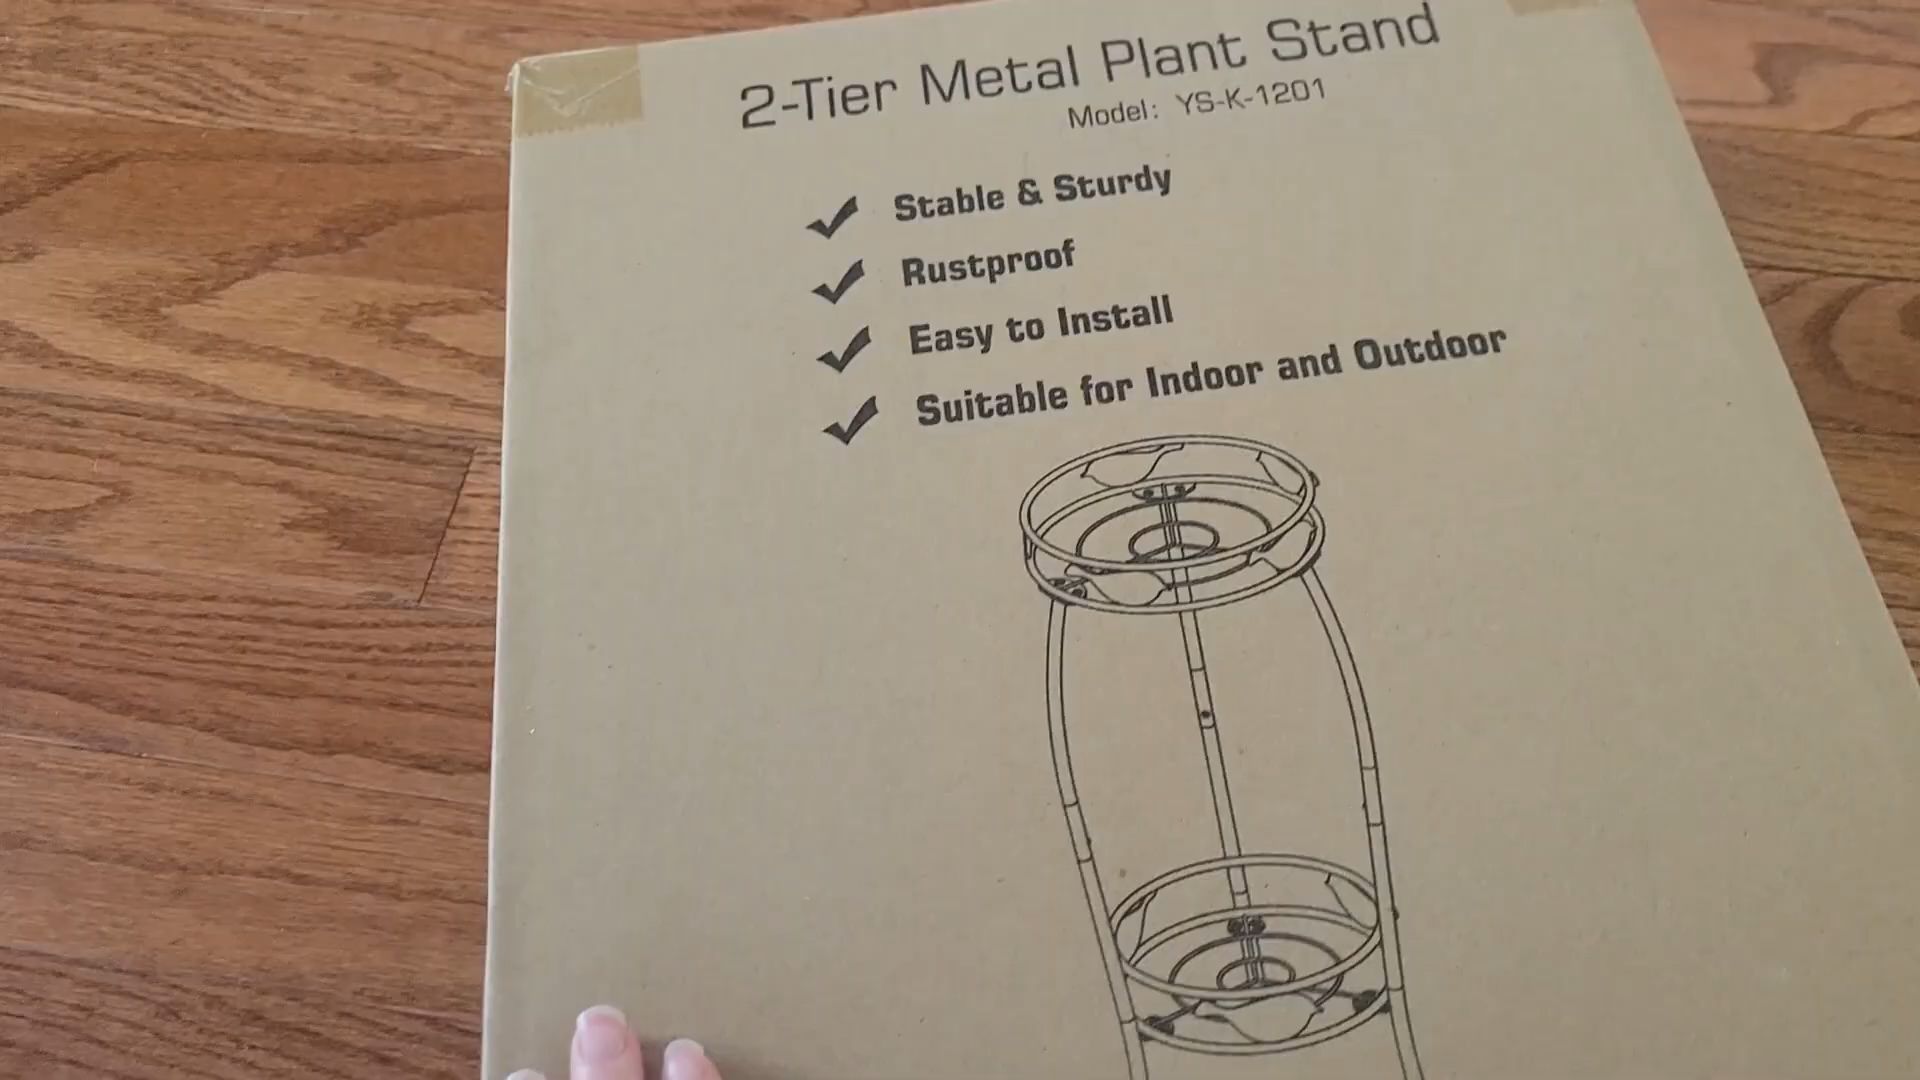 2-Tier Metal Plant Stand
Model: YS-K-1201
Stable & Sturdy
Rustproof
Easy to Install
Suitable for Indoor and Outdoor